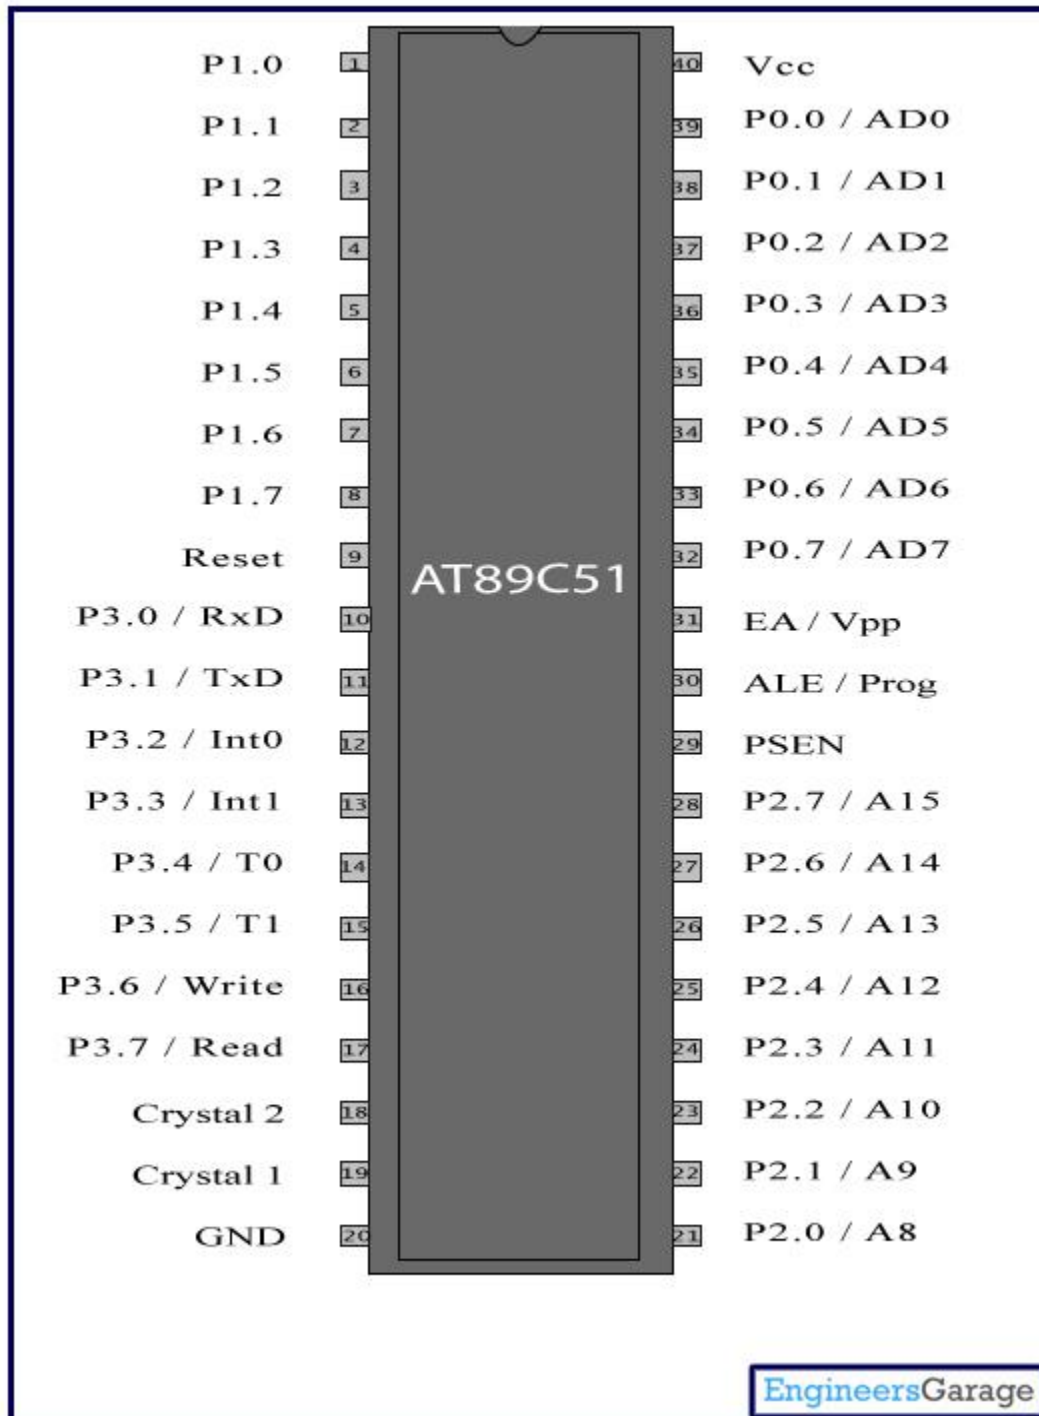 P1.0 1 40 Vcc
P1.1 2 39 P0.0 / AD0
P1.2 3 38 P0.1 / AD1
P1.3 4 37 P0.2 / AD2
P1.4 5 36 P0.3 / AD3
P1.5 6 35 P0.4 / AD4
P1.6 7 34 P0.5 / AD5
P1.7 8 33 P0.6 / AD6
Reset 9 32 P0.7 / AD7
AT89C51
P3.0 / RxD 10 31 EA / Vpp
P3.1 / TxD 11 30 ALE / Prog
P3.2 / Int0 12 29 PSEN
P3.3 / Int1 13 28 P2.7 / A15
P3.4 / T0 14 27 P2.6 / A14
P3.5 / T1 15 26 P2.5 / A13
P3.6 / Write 16 25 P2.4 / A12
P3.7 / Read 17 24 P2.3 / A11
Crystal 2 18 23 P2.2 / A10
Crystal 1 19 22 P2.1 / A9
GND 20 21 P2.0 / A8
EngineersGarage